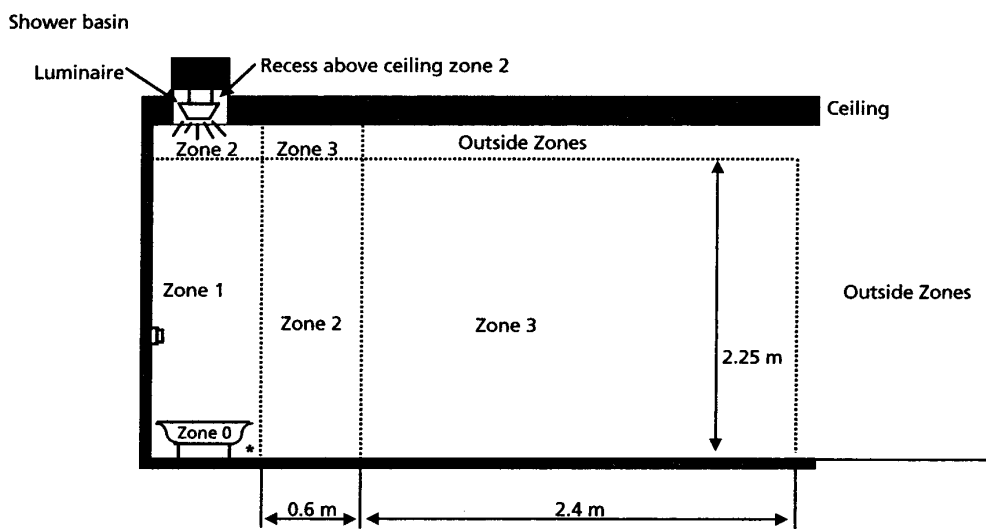 Shower basin
Luminaire
Recess above ceiling zone 2
Ceiling
Zone 2
Zone 3
Outside Zones
Zone 1
Zone 2
Zone 3
2.25 m
Outside Zones
Zone 0
*
0.6 m
2.4 m